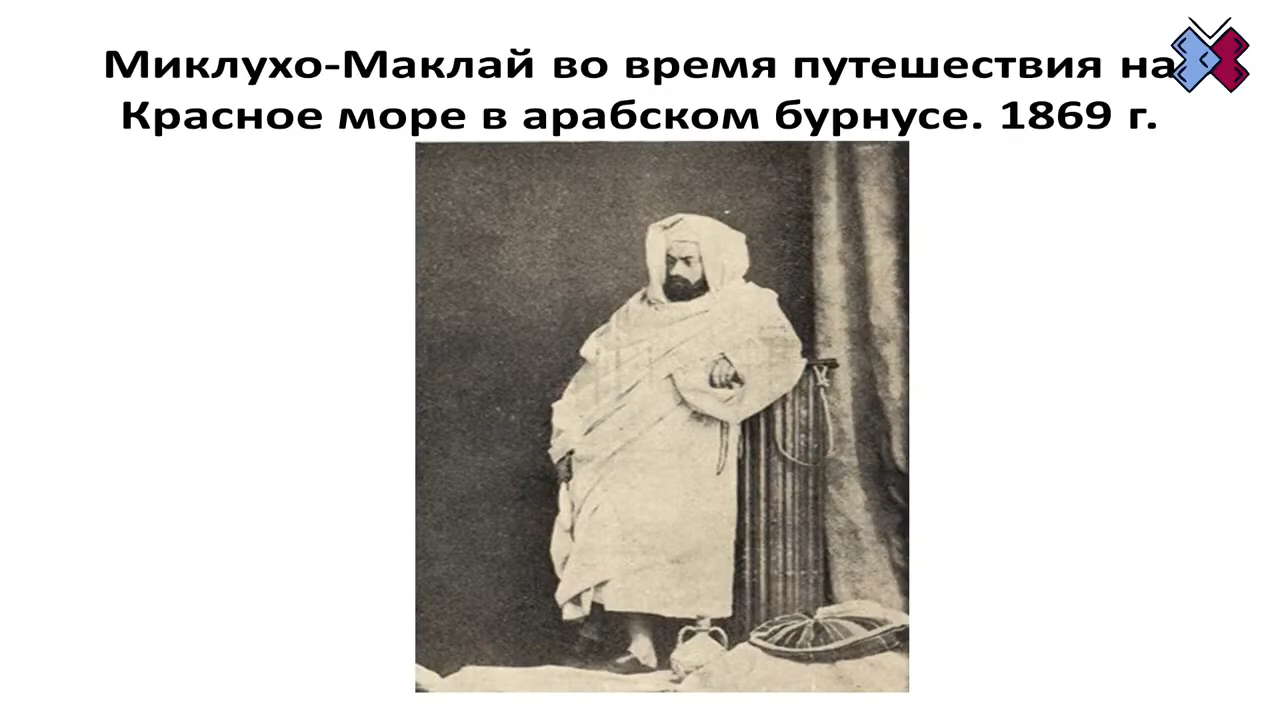 Миклухо-Маклай во время путешествия на
Красное море в арабском бурнусе. 1869 г.